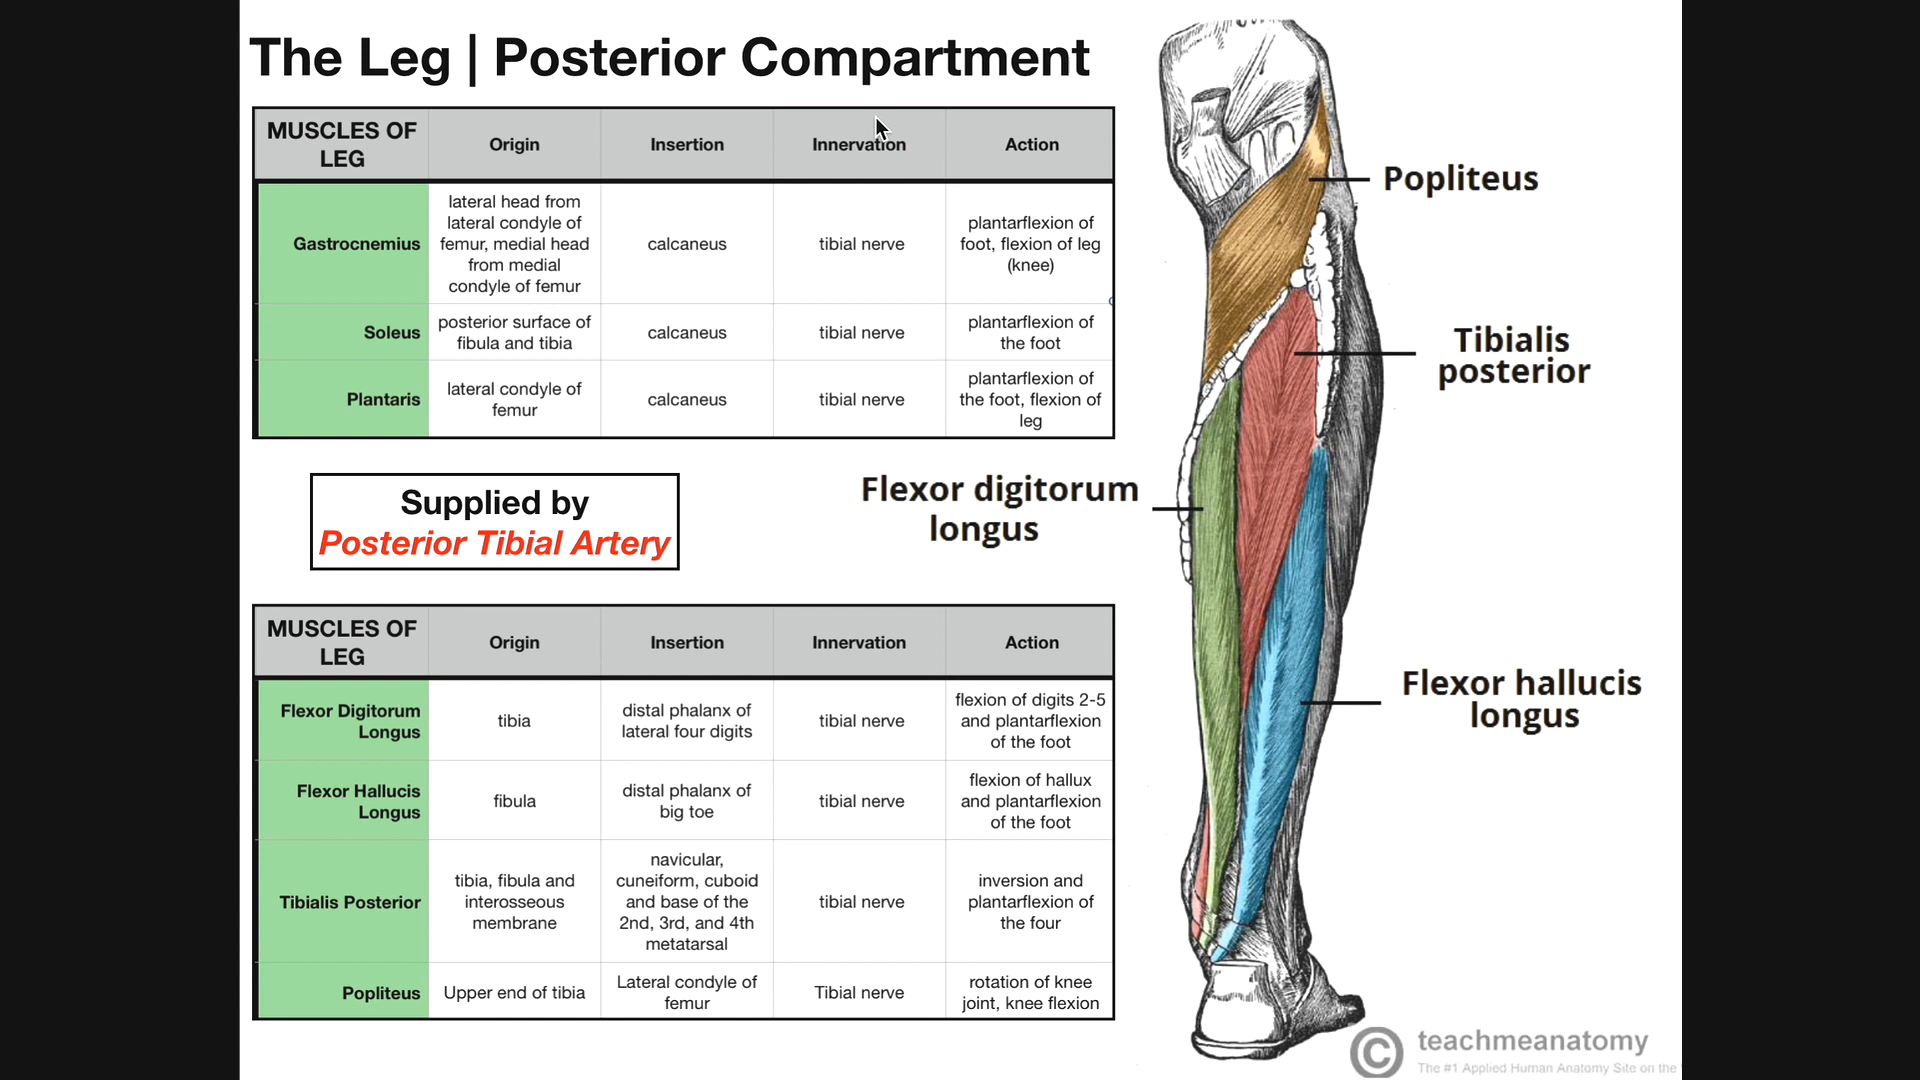 The Leg | Posterior Compartment
MUSCLES OF
LEG
Origin
Insertion
Innervation
Action
Gastrocnemius
lateral head from
lateral condyle of
femur, medial head
from medial
condyle of femur
calcaneus
tibial nerve
plantarflexion of
foot, flexion of leg
(knee)
Soleus
posterior surface of
fibula and tibia
calcaneus
tibial nerve
plantarflexion of
the foot
Plantaris
lateral condyle of
femur
calcaneus
tibial nerve
plantarflexion of
the foot, flexion of
leg
Supplied by
Posterior Tibial Artery
MUSCLES OF
LEG
Origin
Insertion
Innervation
Action
Flexor Digitorum
Longus
tibia
distal phalanx of
lateral four digits
tibial nerve
flexion of digits 2-5
and plantarflexion
of the foot
Flexor Hallucis
Longus
fibula
distal phalanx of
big toe
tibial nerve
flexion of hallux
and plantarflexion
of the foot
Tibialis Posterior
tibia, fibula and
interosseous
membrane
navicular,
cuneiform, cuboid
and base of the
2nd, 3rd, and 4th
metatarsal
tibial nerve
inversion and
plantarflexion of
the four
Popliteus
Upper end of tibia
Lateral condyle of
femur
Tibial nerve
rotation of knee
joint, knee flexion
Popliteus
Tibialis
posterior
Flexor digitorum
longus
Flexor hallucis
longus
© teachmeanatomy
The #1 Applied Human Anatomy Site on the